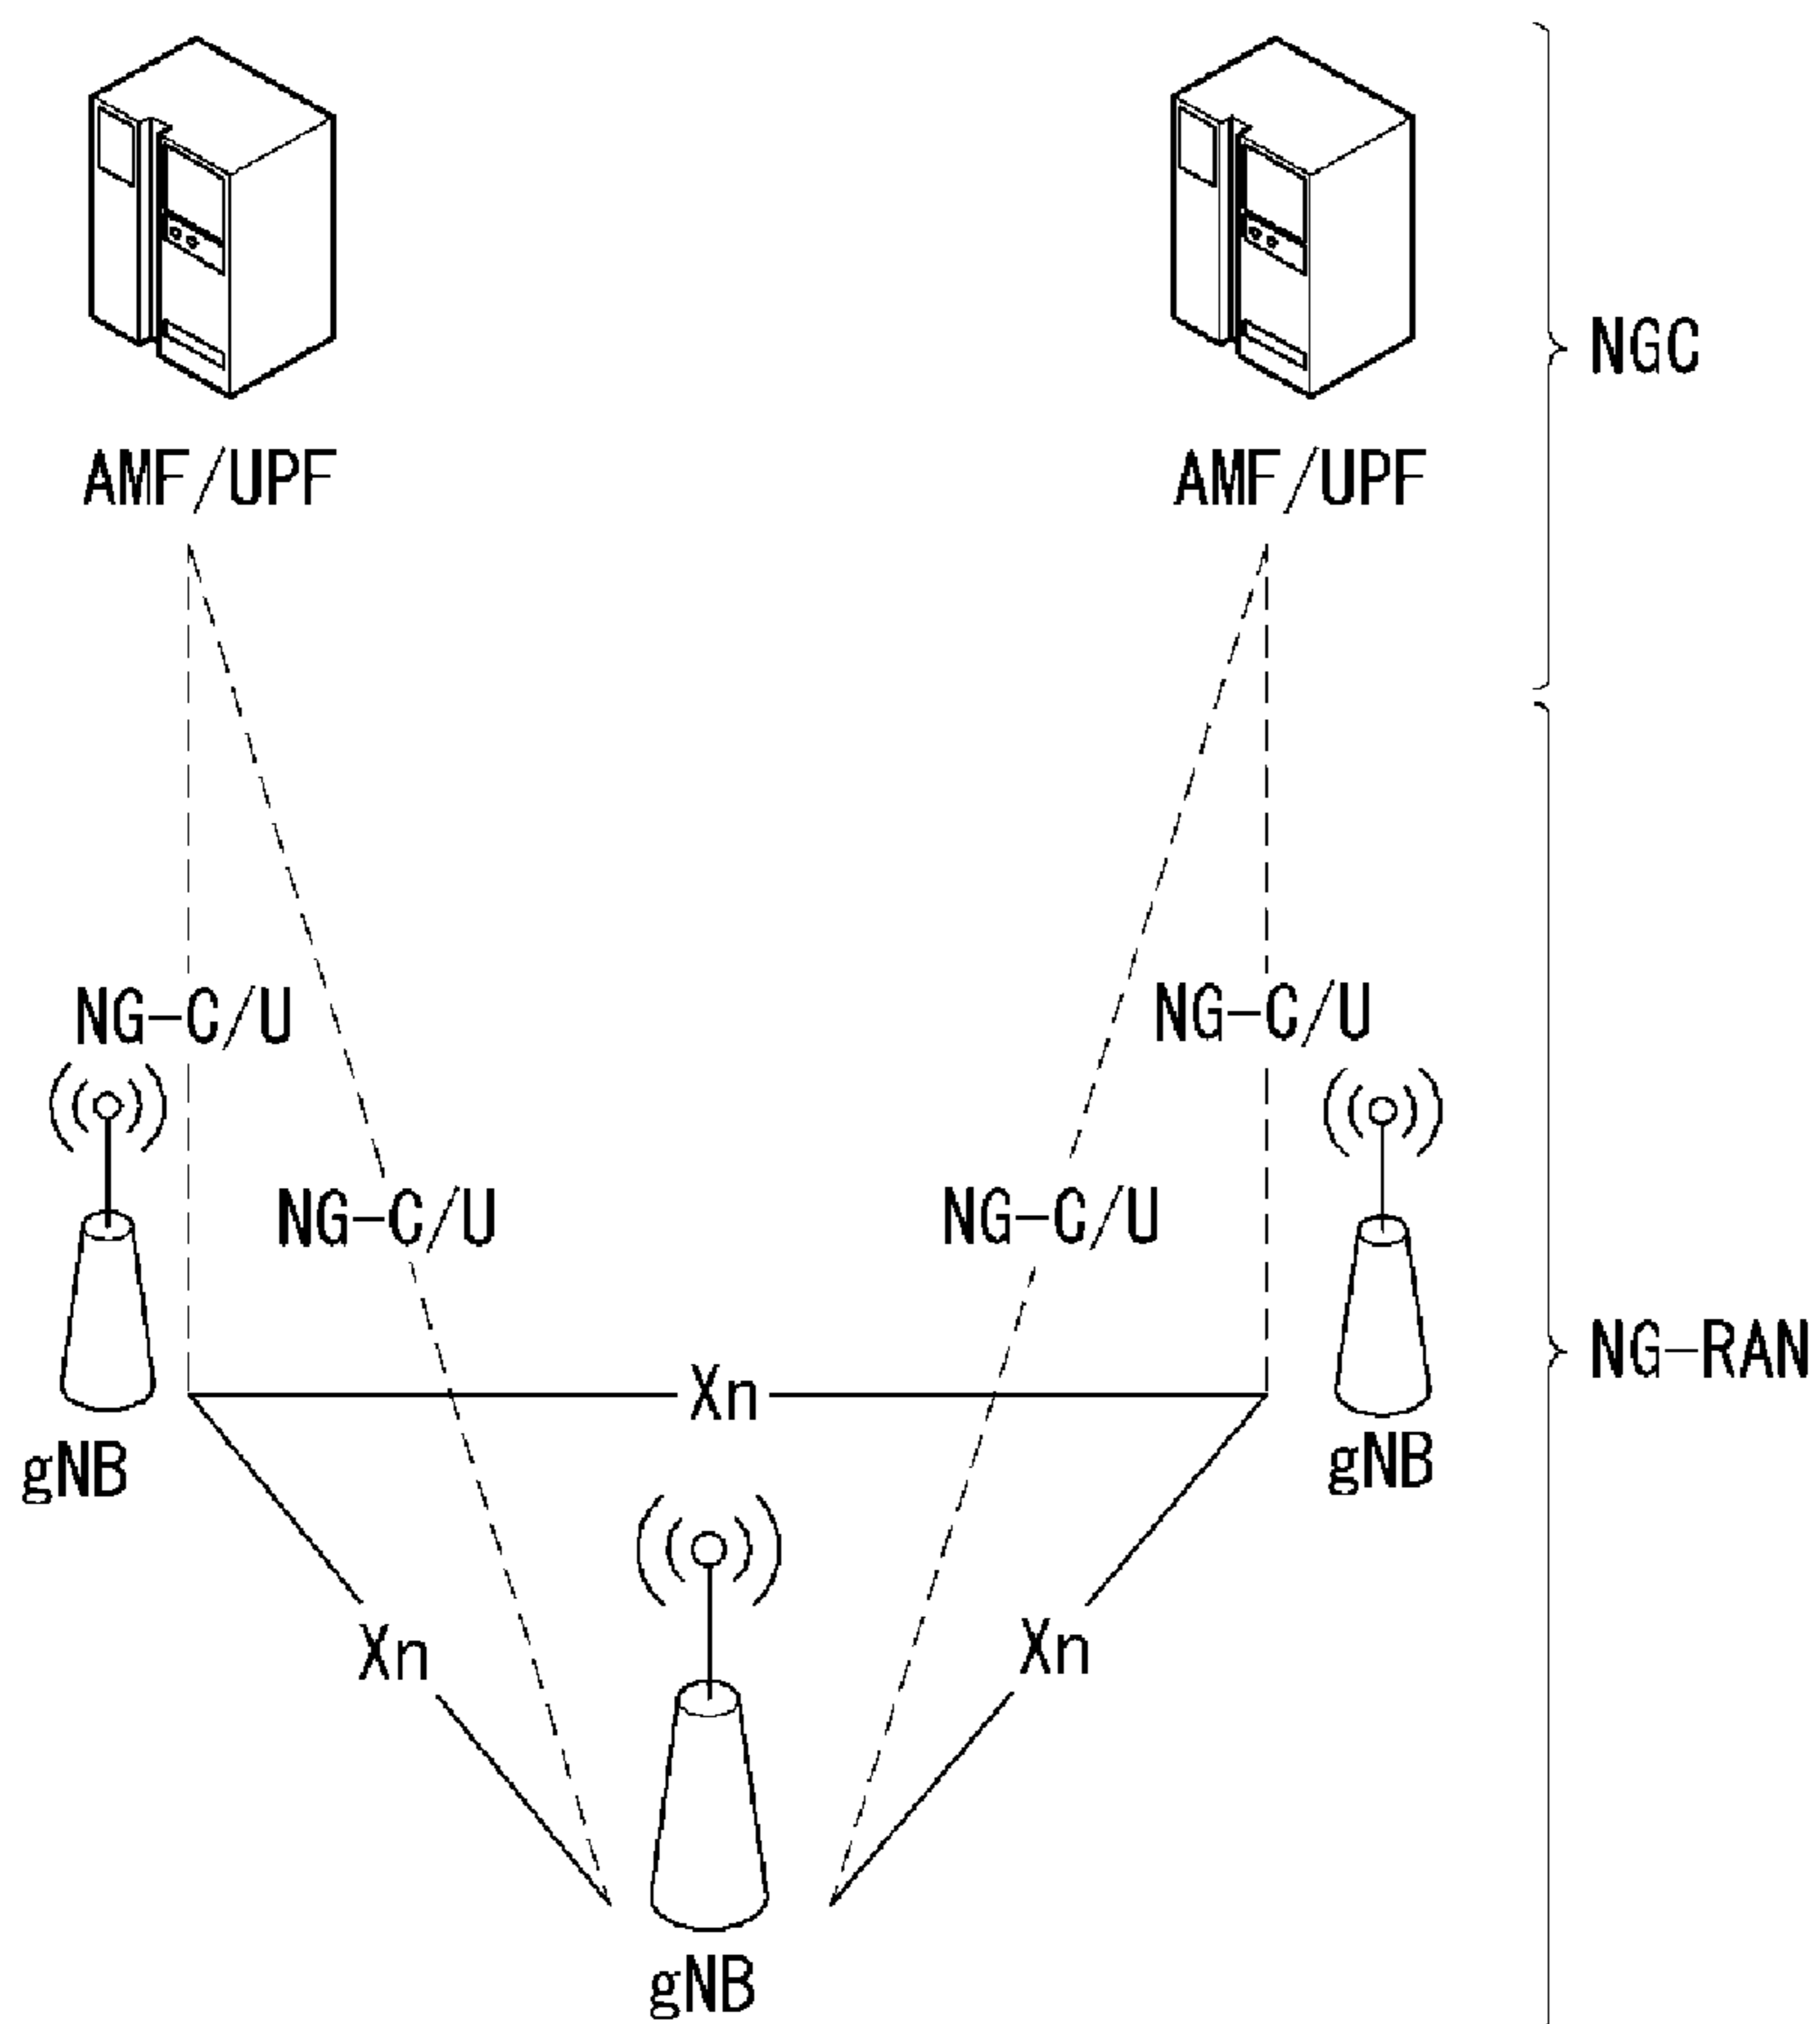 NGC
AMF/UPF AMF/UPF
NG-C/U NG-C/U
NG-C/U NG-C/U
NG-RAN
Xn
gNB gNB
Xn Xn
gNB